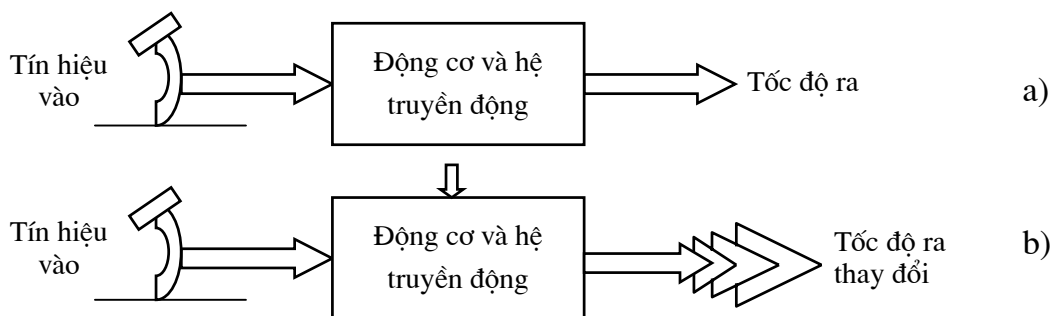 Tín hiệu
vào
Động cơ và hệ
truyền động
Tốc độ ra
a)
Tín hiệu
vào
Động cơ và hệ
truyền động
Tốc độ ra
thay đổi
b)